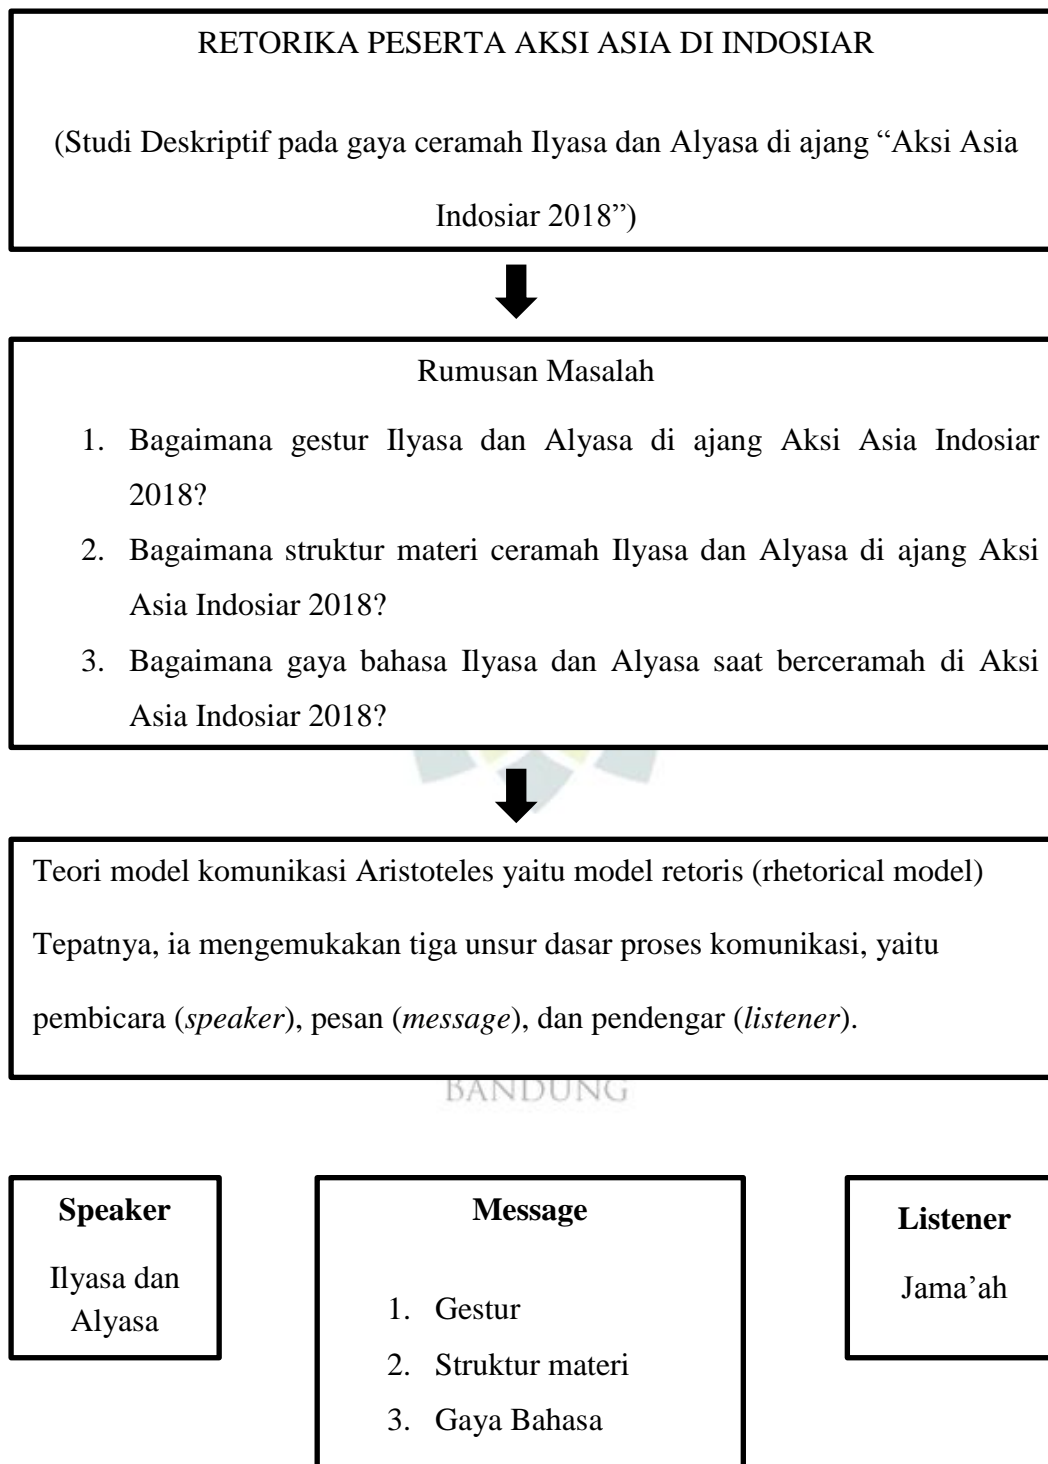 RETORIKA PESERTA AKSI ASIA DI INDOSIAR
(Studi Deskriptif pada gaya ceramah Ilyasa dan Alyasa di ajang “Aksi Asia
Indosiar 2018”)
Rumusan Masalah
1. Bagaimana gestur Ilyasa dan Alyasa di ajang Aksi Asia Indosiar
2018?
2. Bagaimana struktur materi ceramah Ilyasa dan Alyasa di ajang Aksi
Asia Indosiar 2018?
3. Bagaimana gaya bahasa Ilyasa dan Alyasa saat berceramah di Aksi
Asia Indosiar 2018?
Teori model komunikasi Aristoteles yaitu model retoris (rhetorical model)
Tepatnya, ia mengemukakan tiga unsur dasar proses komunikasi, yaitu
pembicara (speaker), pesan (message), dan pendengar (listener).
BANDUNG
Speaker
Ilyasa dan
Alyasa
Message
1. Gestur
2. Struktur materi
3. Gaya Bahasa
Listener
Jama’ah